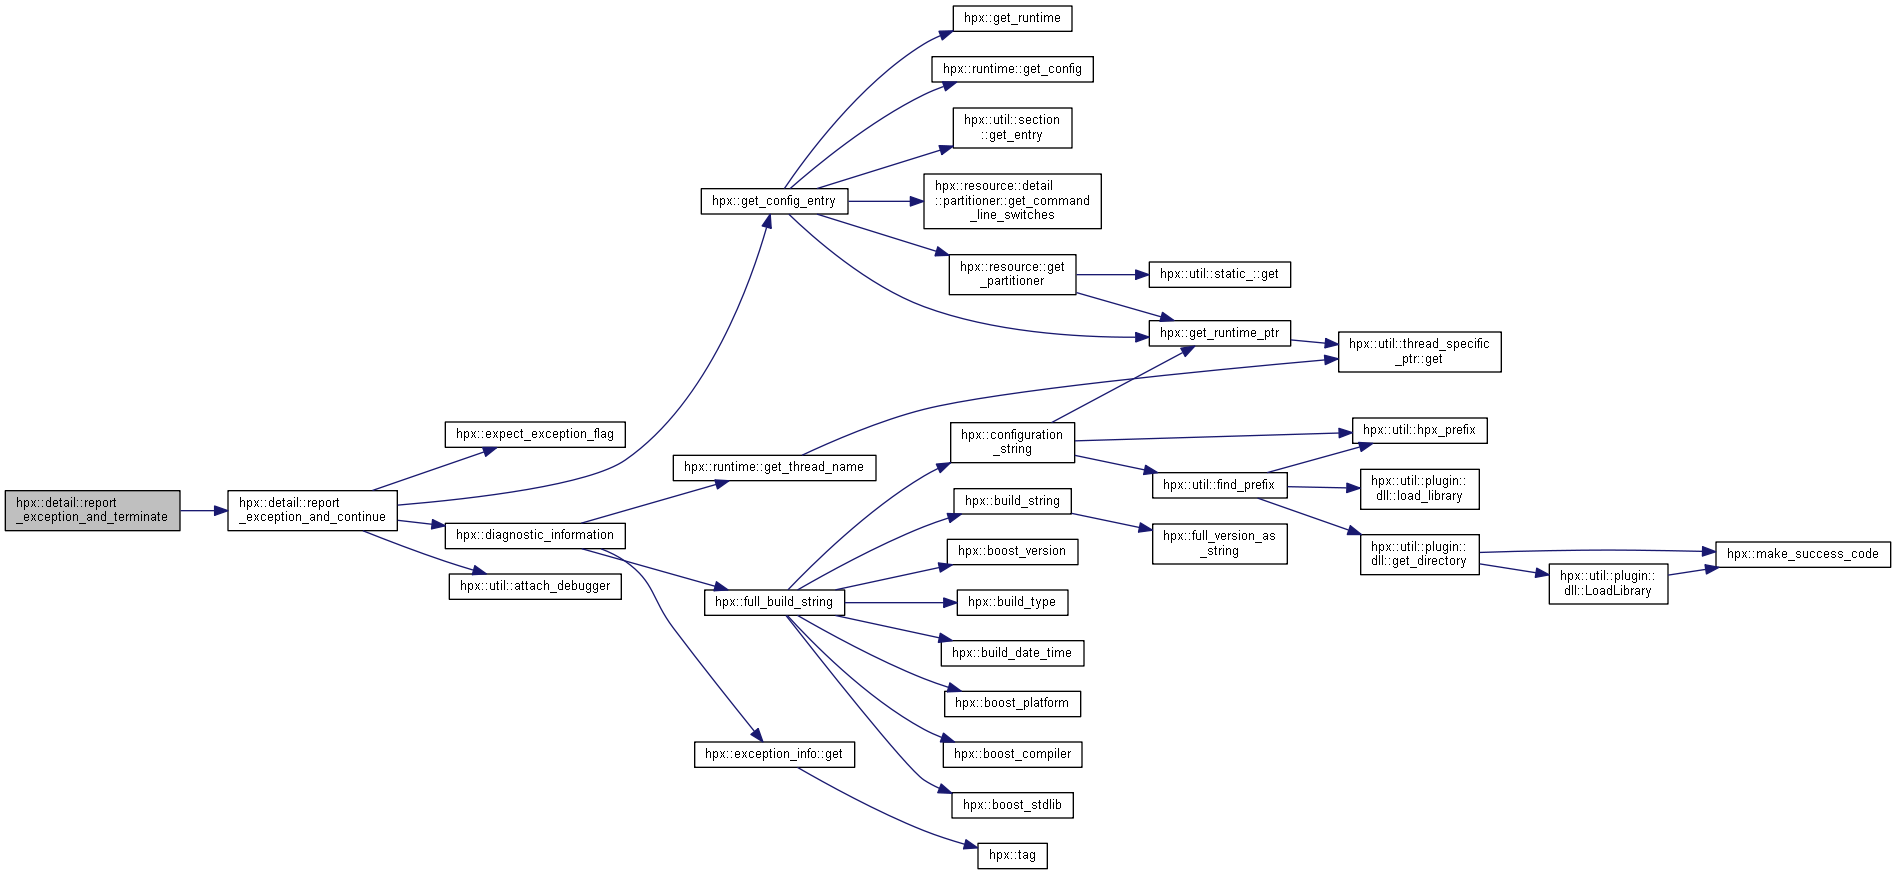 hpx::detail::report
_exception_and_terminate
hpx::detail::report
_exception_and_continue
hpx::expect_exception_flag
hpx::diagnostic_information
hpx::util::attach_debugger
hpx::get_config_entry
hpx::runtime::get_thread_name
hpx::full_build_string
hpx::exception_info::get
hpx::get_runtime
hpx::runtime::get_config
hpx::util::section
::get_entry
hpx::resource::detail
::partitioner::get_command
_line_switches
hpx::resource::get
_partitioner
hpx::configuration
_string
hpx::build_string
hpx::boost_version
hpx::build_type
hpx::build_date_time
hpx::boost_platform
hpx::boost_compiler
hpx::boost_stdlib
hpx::tag
hpx::util::static_::get
hpx::get_runtime_ptr
hpx::util::find_prefix
hpx::full_version_as
_string
hpx::util::thread_specific
_ptr::get
hpx::util::hpx_prefix
hpx::util::plugin::
dll::load_library
hpx::util::plugin::
dll::get_directory
hpx::util::plugin::
dll::LoadLibrary
hpx::make_success_code